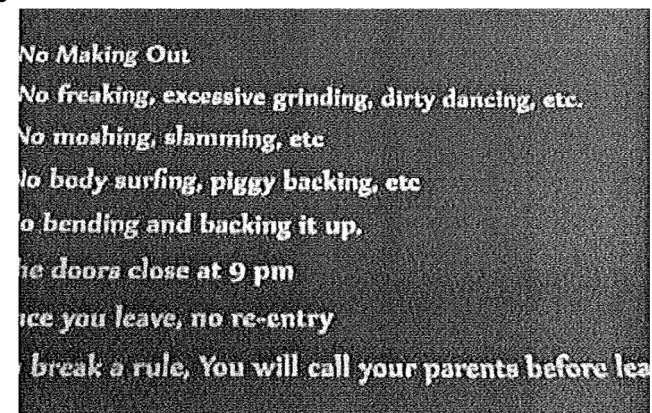 No Making Out
No freaking, excessive grinding, dirty dancing, etc.
No moshing, slamming, etc
No body surfing, piggy backing, etc
o bending and backing it up.
he doors close at 9 pm
nce you leave, no re-entry
break a rule, You will call your parents before lea